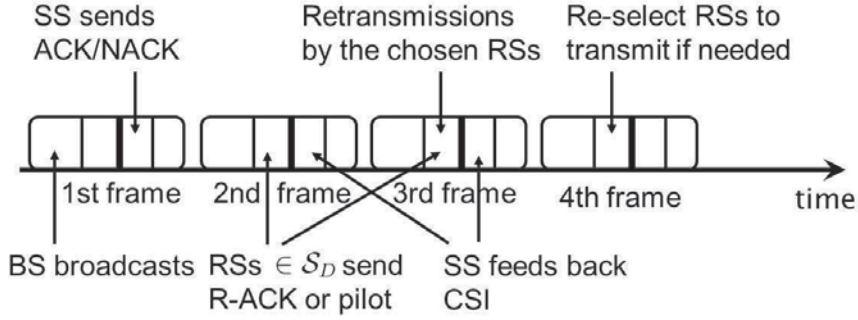 SS sends
ACK/NACK
Retransmissions
by the chosen RSs
Re-select RSs to
transmit if needed
1st frame
2nd frame
3rd frame
4th frame
time
BS broadcasts
RSs ∈ S_D send
R-ACK or pilot
SS feeds back
CSI